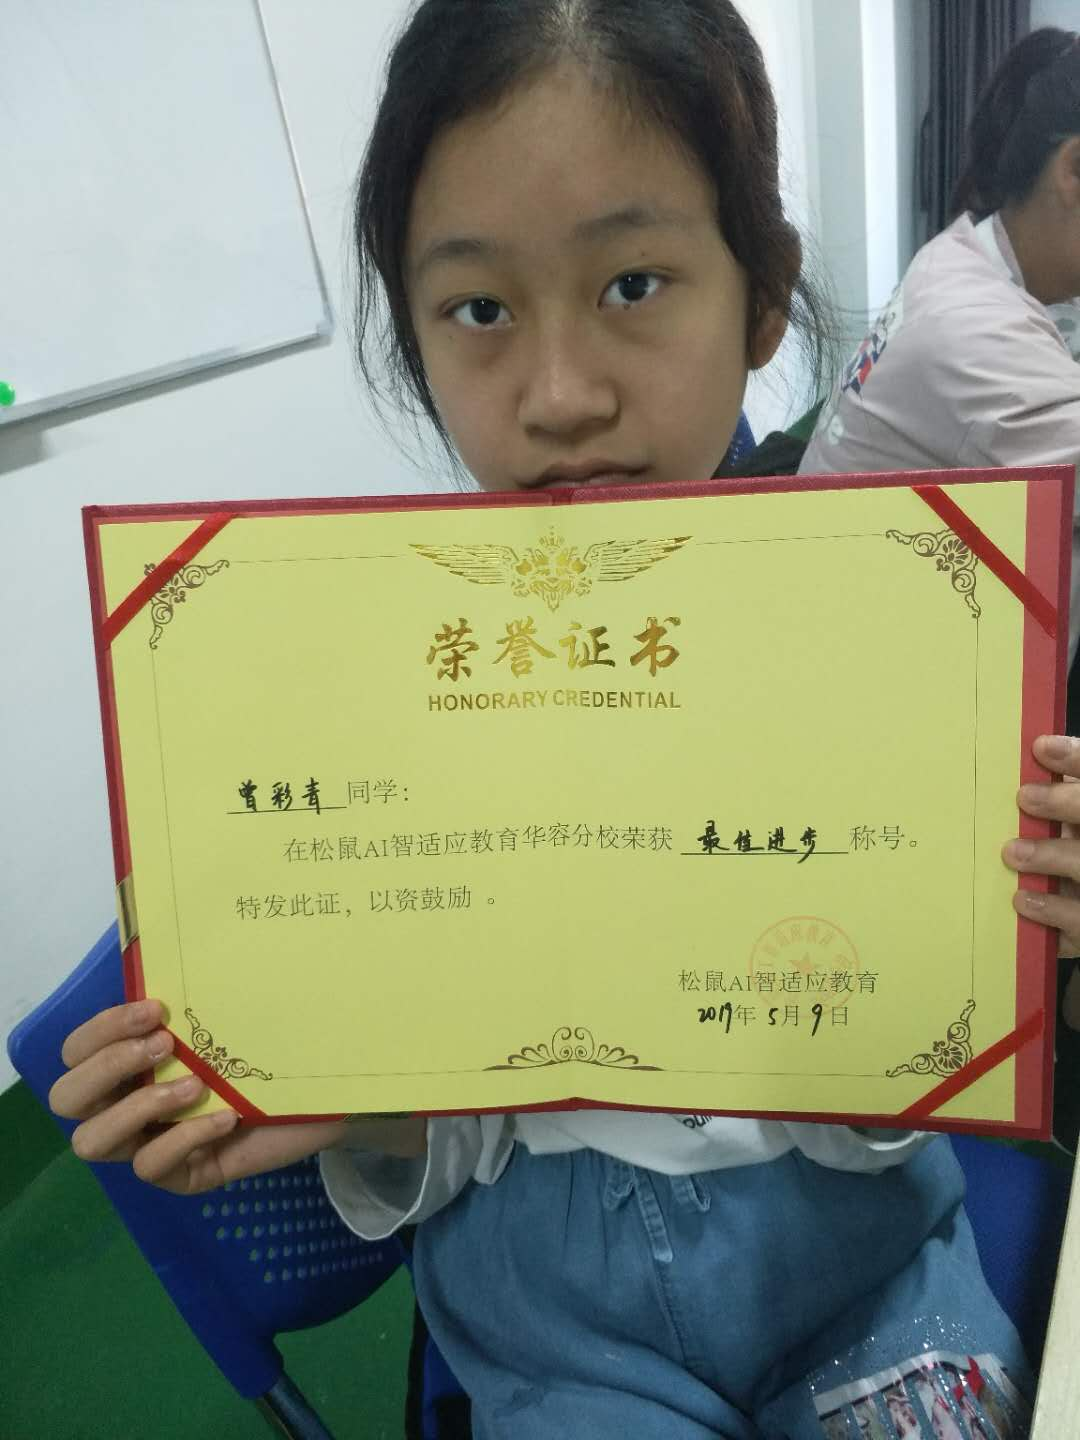 荣誉证书
HONORARY CREDENTIAL
曾彩青 同学：
在松鼠AI智适应教育华容分校荣获 最佳进步 称号。
特发此证，以资鼓励 。
松鼠AI智适应教育
2019年 5月 9日